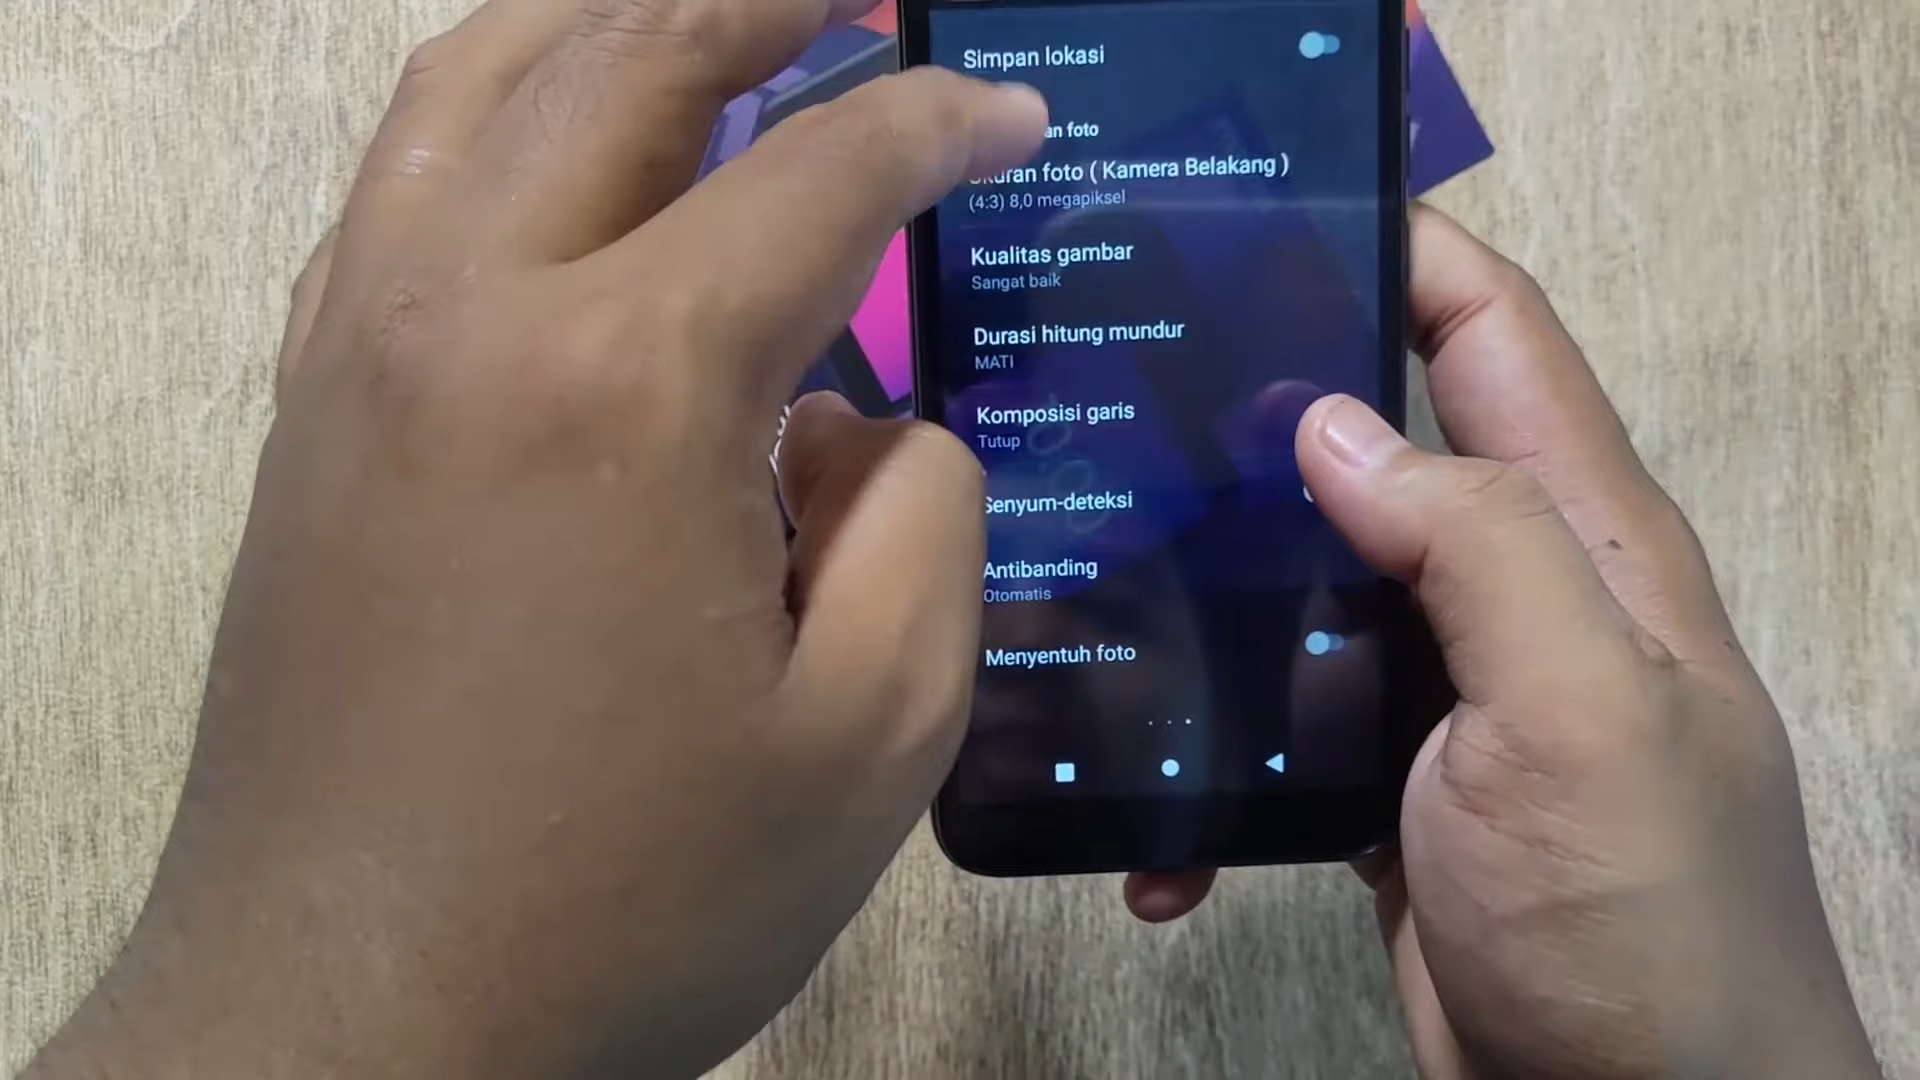 Simpan lokasi
foto
foto ( Kamera Belakang )
(4:3) 8,0 megapiksel
Kualitas gambar
Sangat baik
Durasi hitung mundur
MATI
Komposisi garis
Tutup
Senyum-deteksi
Antibanding
Otomatis
Menyentuh foto